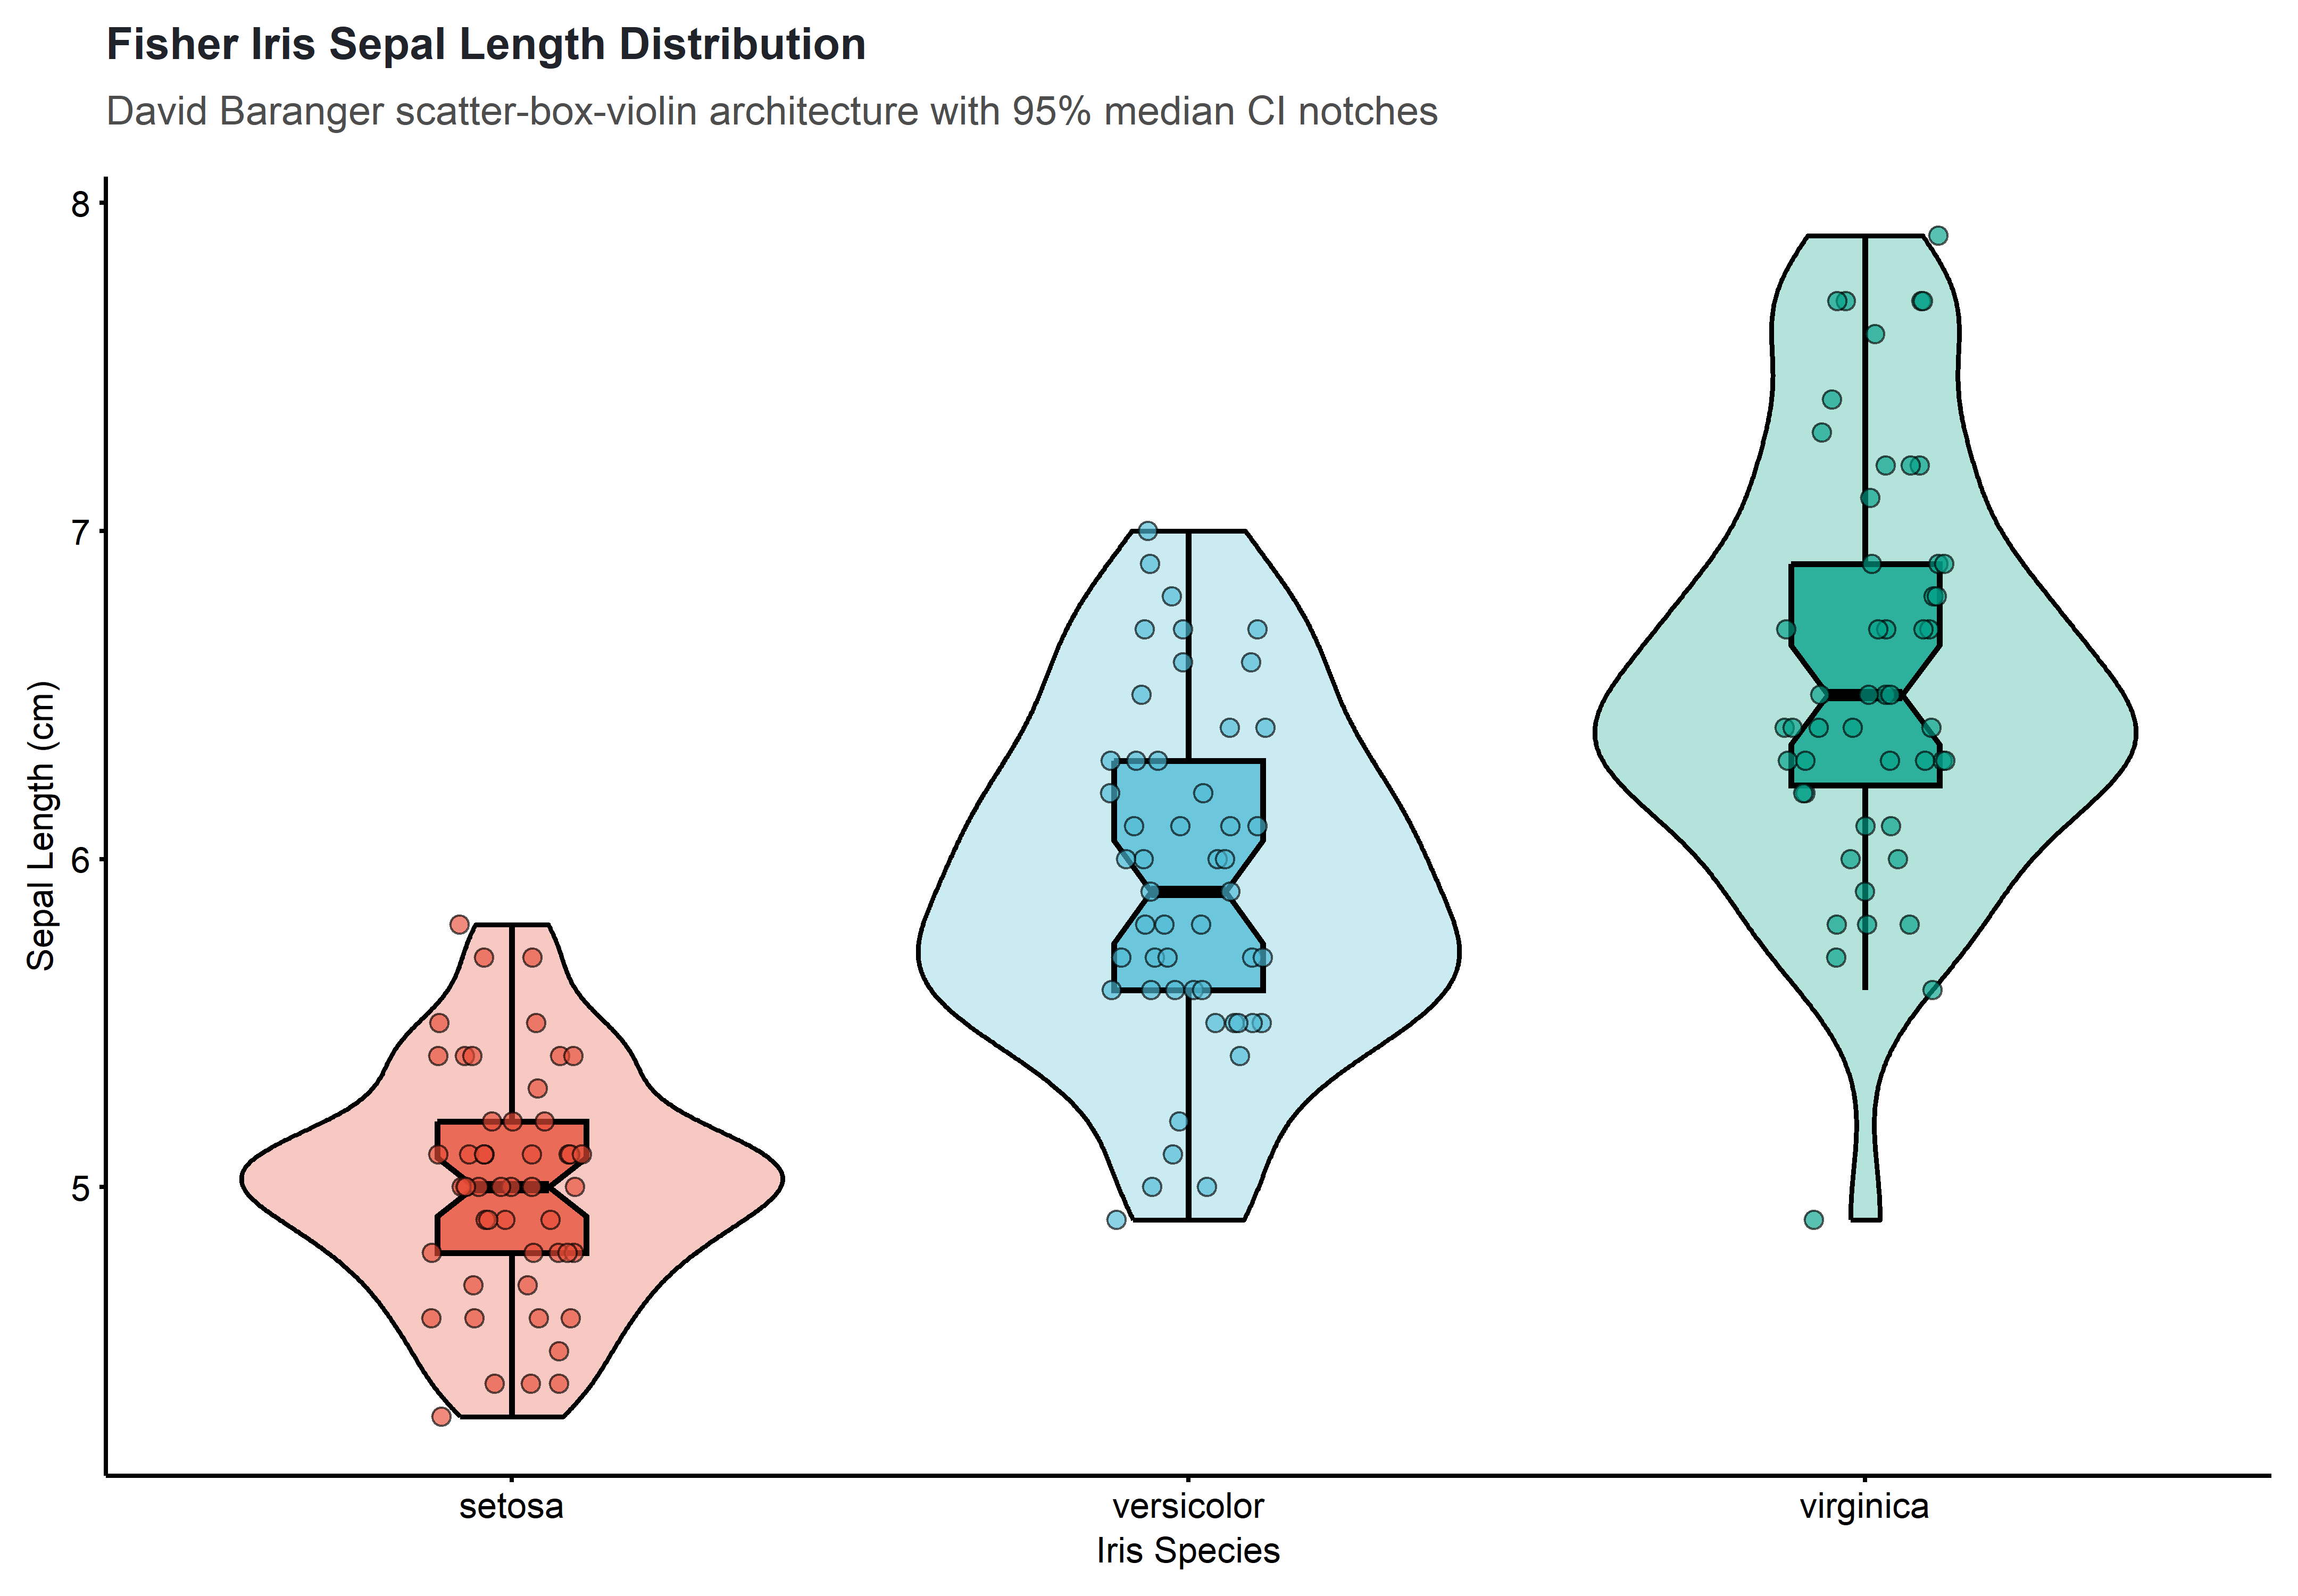 Fisher Iris Sepal Length Distribution
David Baranger scatter-box-violin architecture with 95% median CI notches
Sepal Length (cm)
8
7
6
5
setosa
versicolor
virginica
Iris Species